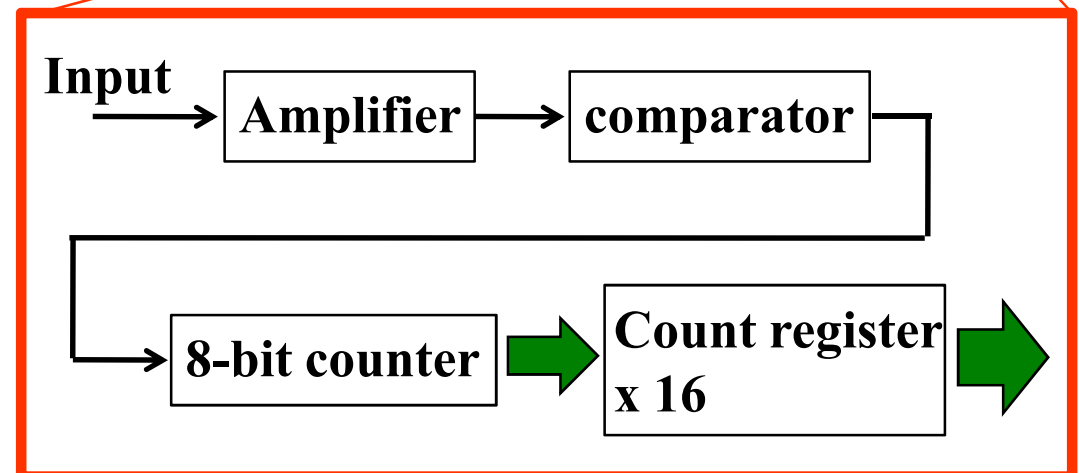 Input
Amplifier
comparator
8-bit counter
Count register
x 16